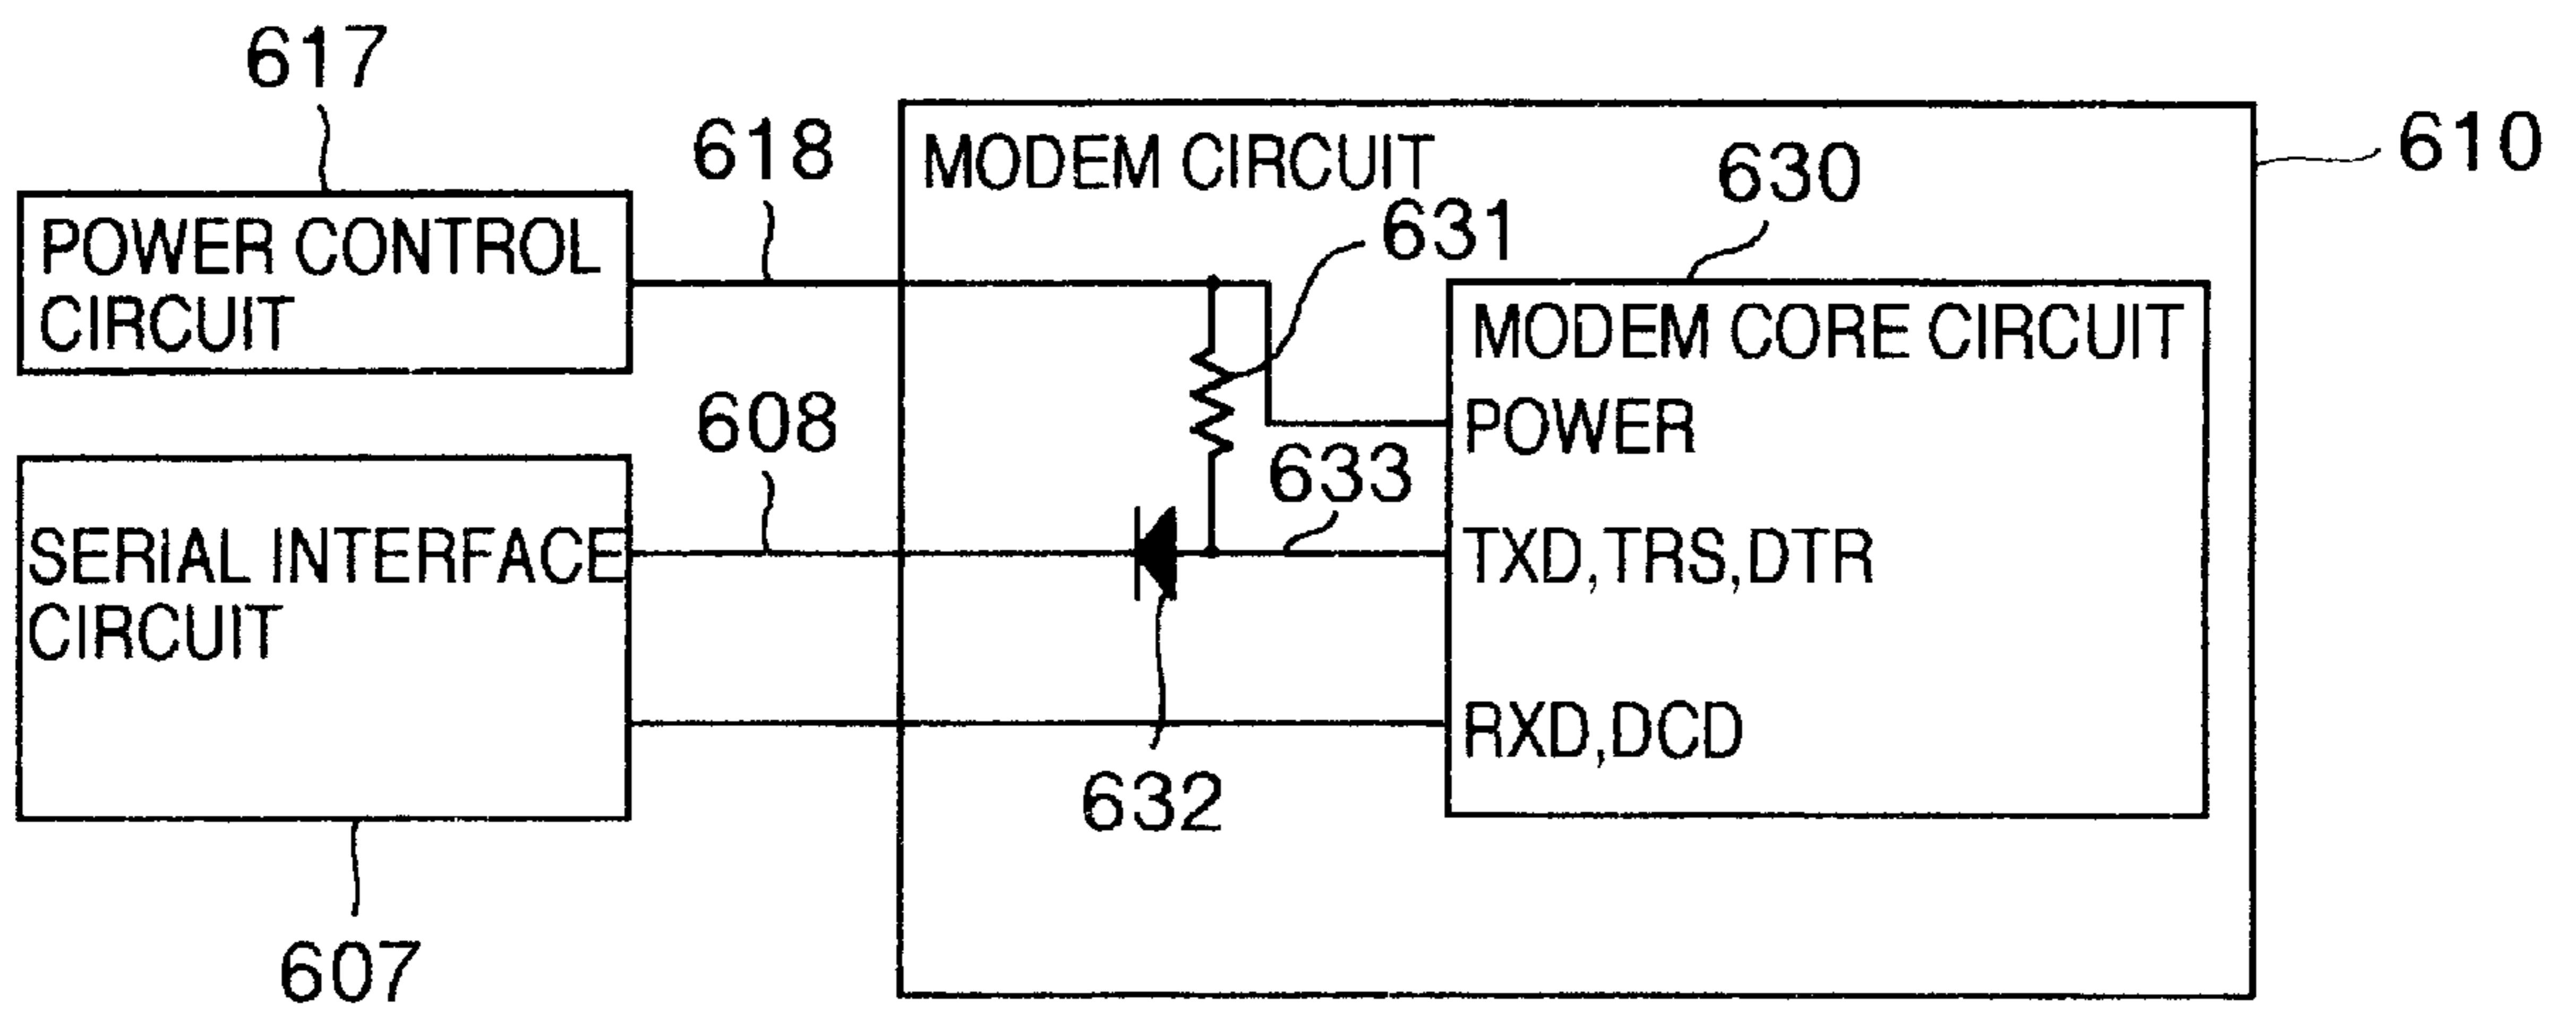 617
618
MODEM CIRCUIT
630
610
631
POWER CONTROL
CIRCUIT
MODEM CORE CIRCUIT
608
POWER
633
SERIAL INTERFACE
CIRCUIT
TXD,TRS,DTR
RXD,DCD
632
607